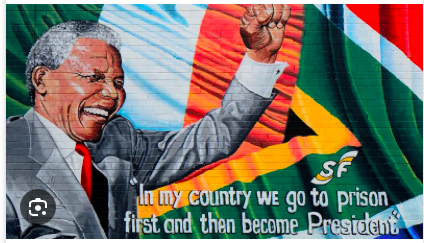 SF
"In my country we go to prison
first and then become President"